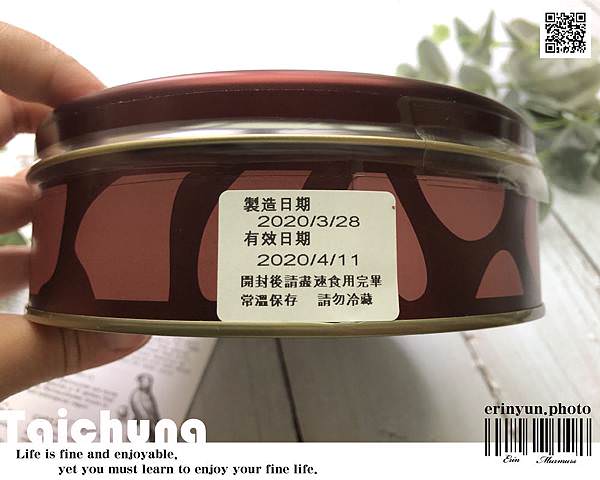 製造日期
2020/3/28
有效日期
2020/4/11
開封後請盡速食用完畢
常溫保存 請勿冷藏
Taichung
Life is fine and enjoyable,
yet you must learn to enjoy your fine life.
erinyun.photo
Erin Murmurs